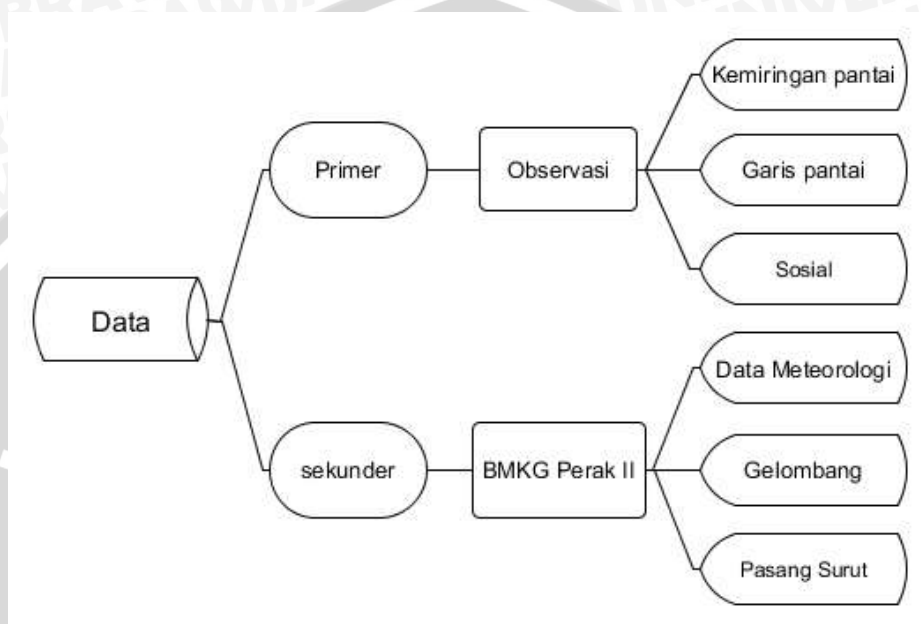 Data
Primer
Observasi
Kemiringan pantai
Garis pantai
Sosial
sekunder
BMKG Perak II
Data Meteorologi
Gelombang
Pasang Surut